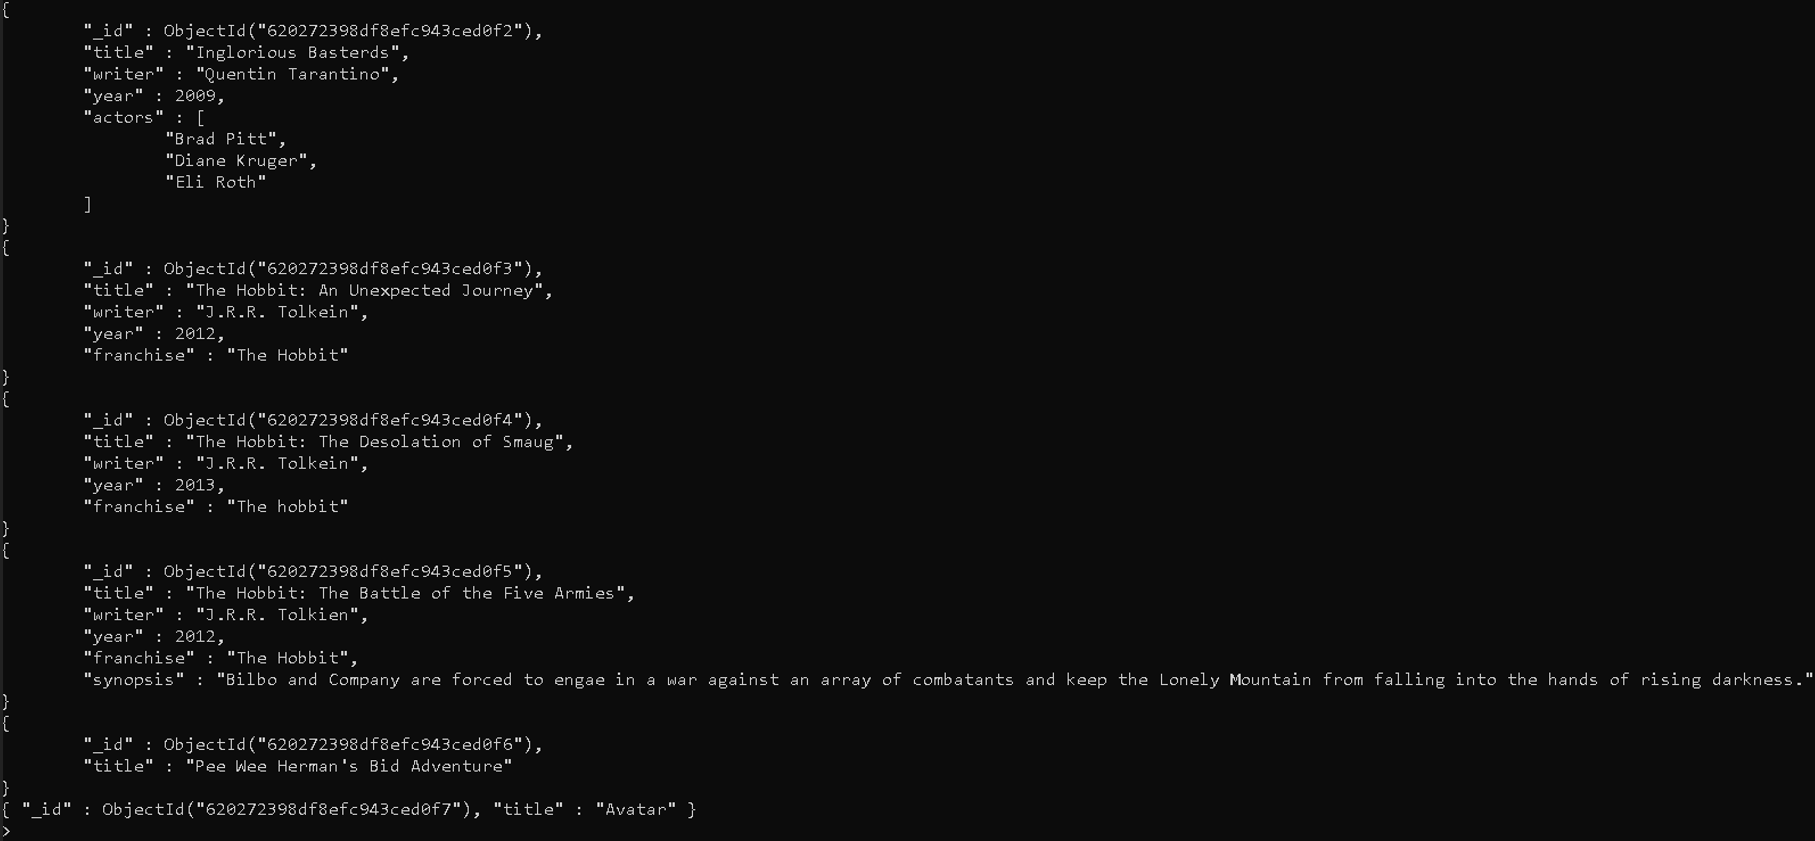 {
"_id" : ObjectId("620272398df8efc943ced0f2"),
"title" : "Inglorious Basterds",
"writer" : "Quentin Tarantino",
"year" : 2009,
"actors" : [
"Brad Pitt",
"Diane Kruger",
"Eli Roth"
]
}
{
"_id" : ObjectId("620272398df8efc943ced0f3"),
"title" : "The Hobbit: An Unexpected Journey",
"writer" : "J.R.R. Tolkein",
"year" : 2012,
"franchise" : "The Hobbit"
}
{
"_id" : ObjectId("620272398df8efc943ced0f4"),
"title" : "The Hobbit: The Desolation of Smaug",
"writer" : "J.R.R. Tolkein",
"year" : 2013,
"franchise" : "The hobbit"
}
{
"_id" : ObjectId("620272398df8efc943ced0f5"),
"title" : "The Hobbit: The Battle of the Five Armies",
"writer" : "J.R.R. Tolkien",
"year" : 2012,
"franchise" : "The Hobbit",
"synopsis" : "Bilbo and Company are forced to engae in a war against an array of combatants and keep the Lonely Mountain from falling into the hands of rising darkness."
}
{
"_id" : ObjectId("620272398df8efc943ced0f6"),
"title" : "Pee Wee Herman's Bid Adventure"
}
{ "_id" : ObjectId("620272398df8efc943ced0f7"), "title" : "Avatar" }
>